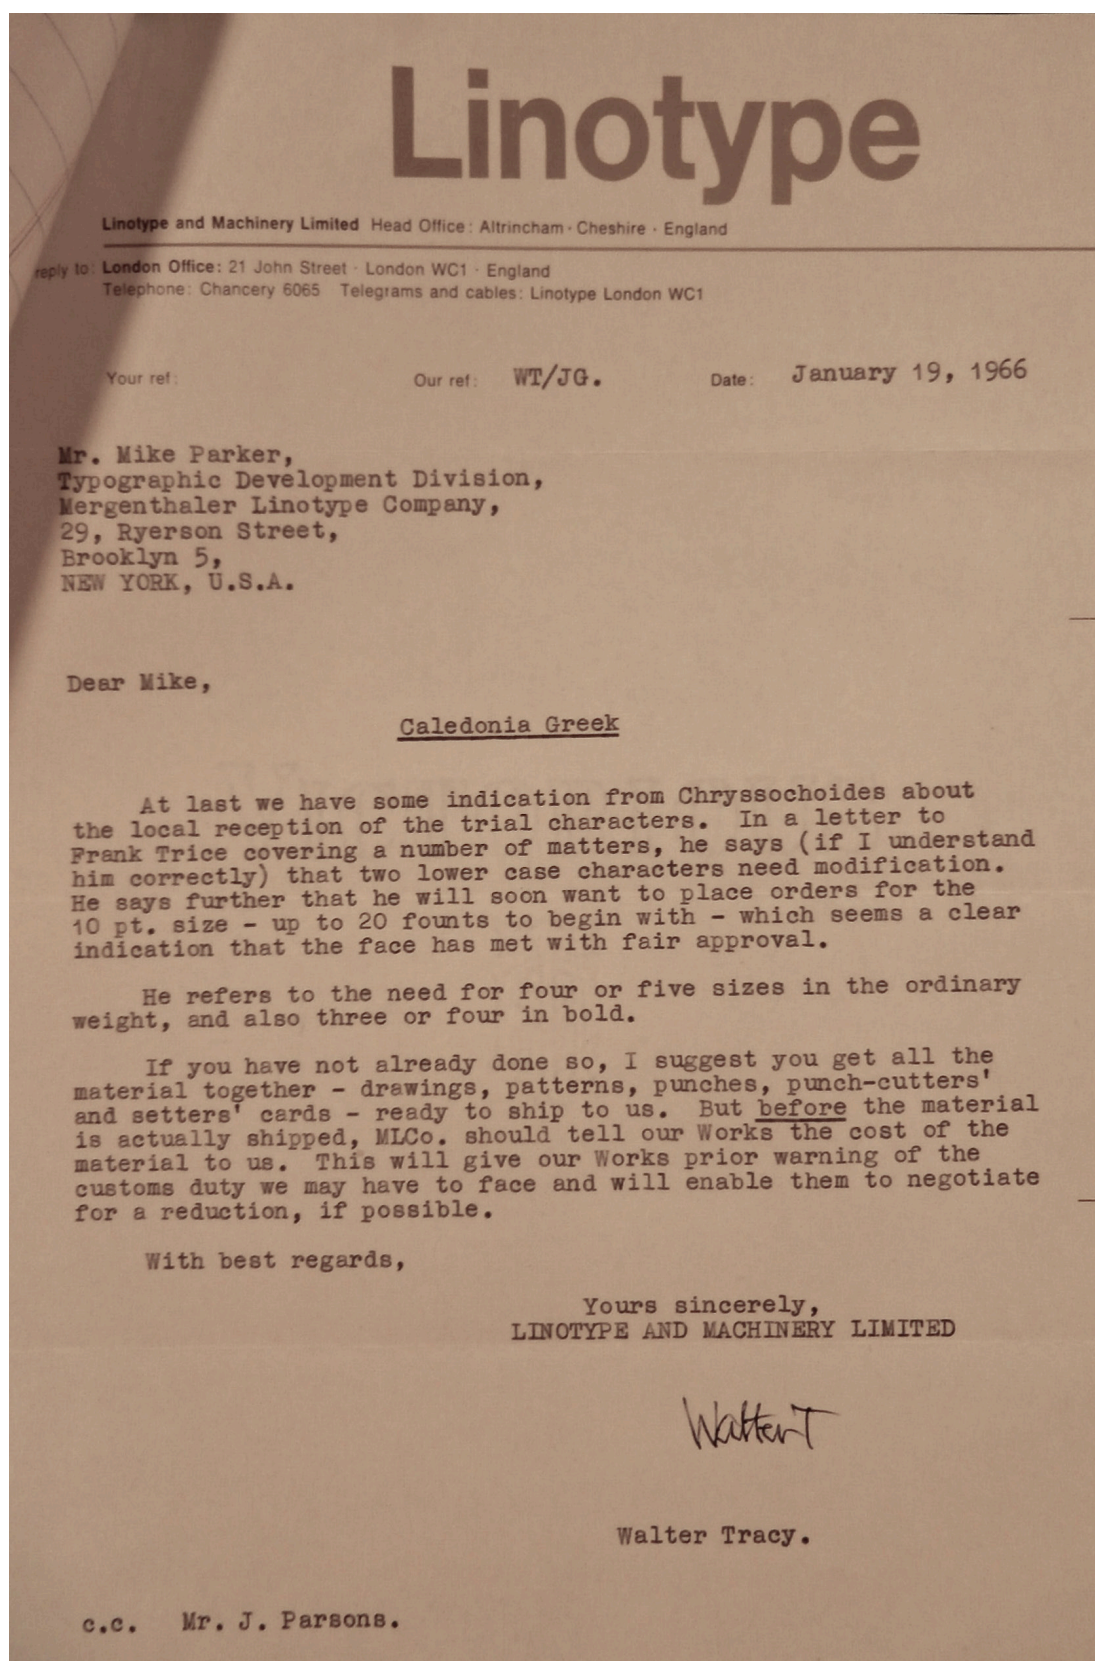 Linotype
Linotype and Machinery Limited Head Office: Altrincham · Cheshire · England
reply to: London Office: 21 John Street · London WC1 · England
Telephone: Chancery 6065 Telegrams and cables: Linotype London WC1
Your ref: Our ref: WT/JG. Date: January 19, 1966
Mr. Mike Parker,
Typographic Development Division,
Mergenthaler Linotype Company,
29, Ryerson Street,
Brooklyn 5,
NEW YORK, U.S.A.
Dear Mike,
Caledonia Greek
At last we have some indication from Chryssochoides about
the local reception of the trial characters. In a letter to
Frank Trice covering a number of matters, he says (if I understand
him correctly) that two lower case characters need modification.
He says further that he will soon want to place orders for the
10 pt. size - up to 20 founts to begin with - which seems a clear
indication that the face has met with fair approval.
He refers to the need for four or five sizes in the ordinary
weight, and also three or four in bold.
If you have not already done so, I suggest you get all the
material together - drawings, patterns, punches, punch-cutters'
and setters' cards - ready to ship to us. But before the material
is actually shipped, MLCo. should tell our Works the cost of the
material to us. This will give our Works prior warning of the
customs duty we may have to face and will enable them to negotiate
for a reduction, if possible.
With best regards,
Yours sincerely,
LINOTYPE AND MACHINERY LIMITED
Walter T
Walter Tracy.
c.c. Mr. J. Parsons.